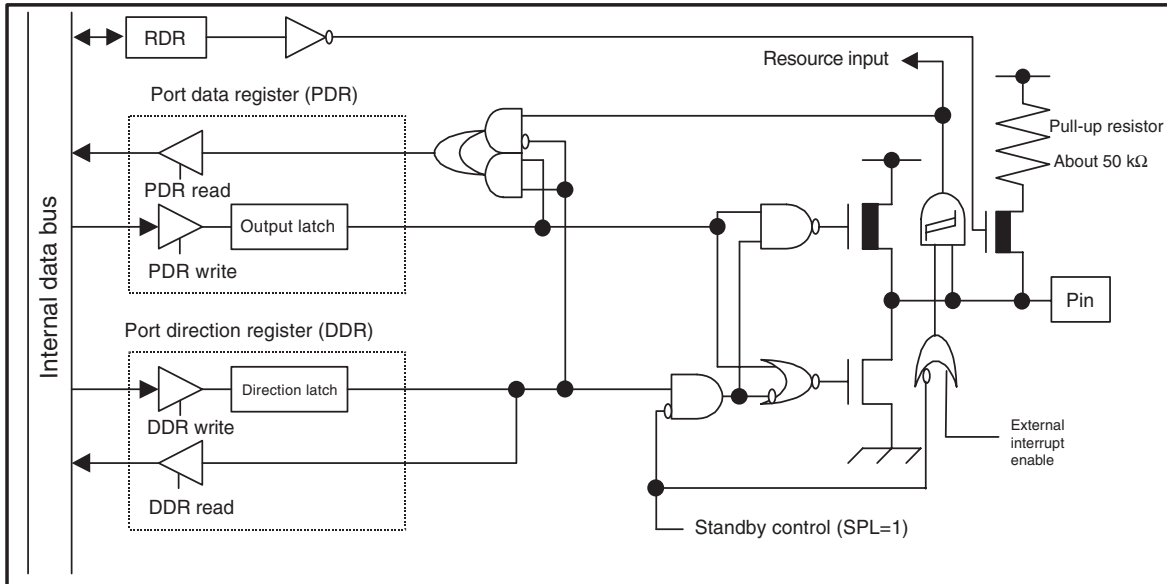 RDR
Resource input
Port data register (PDR)
Pull-up resistor
About 50 kΩ
PDR read
Output latch
PDR write
Internal data bus
Pin
Port direction register (DDR)
Direction latch
DDR write
DDR read
External
interrupt
enable
Standby control (SPL=1)